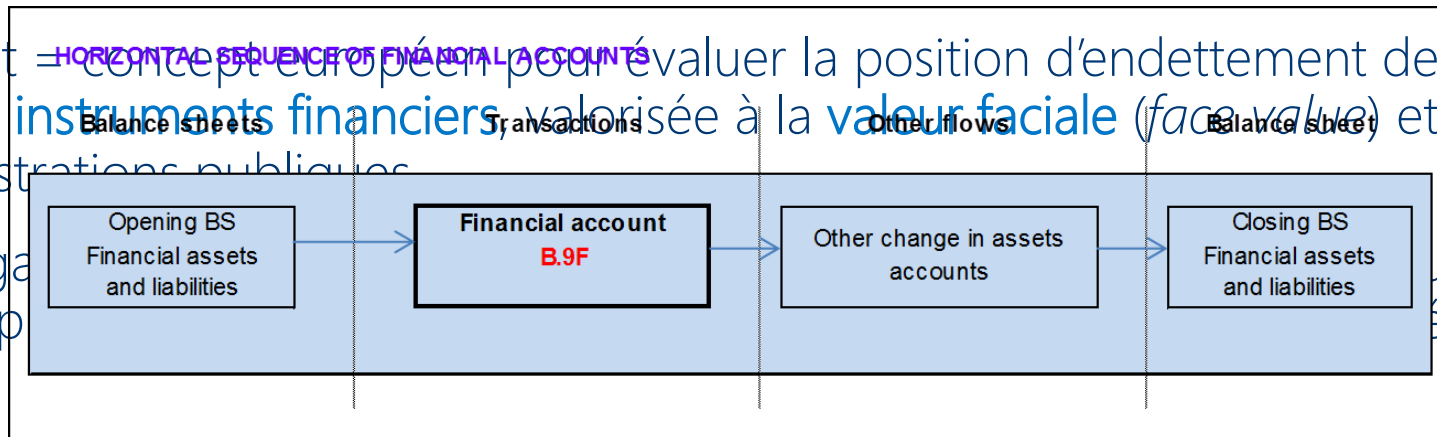 t = concept européen pour évaluer la position d'endettement de
HORIZONTAL SEQUENCE OF FINANCIAL ACCOUNTS
instruments financiers, valorisée à la valeur faciale (face value) et
Balance sheets Transactions Other flows Balance sheet
strations publiques
Opening BS
Financial assets
and liabilities
Financial account
B.9F
Other change in assets
accounts
Closing BS
Financial assets
and liabilities